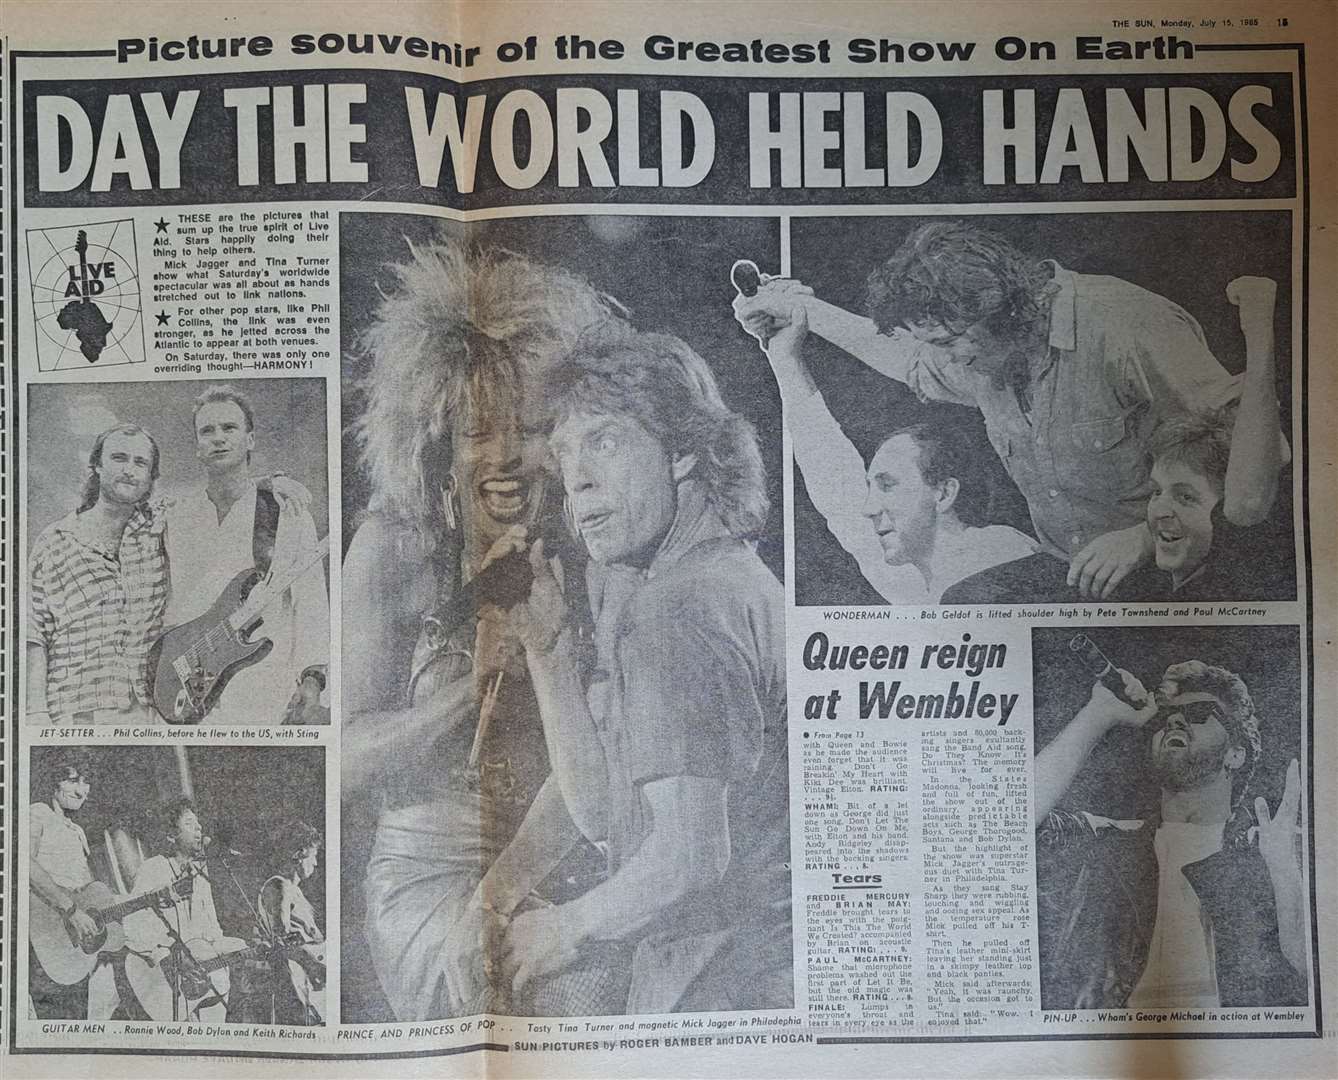 THE SUN, Monday, July 15, 1985 15
Picture souvenir of the Greatest Show On Earth
DAY THE WORLD HELD HANDS
LIVE
AID
THESE are the pictures that
sum up the true spirit of Live
Aid. Stars happily doing their
thing to help others.
Mick Jagger and Tina Turner
show what Saturday's worldwide
spectacular was all about as hands
stretched out to link nations.
For other pop stars, like Phil
Collins, the link was even
stronger, as he jetted across the
Atlantic to appear at both venues.
On Saturday, there was only one
overriding thought—HARMONY!
JET-SETTER ... Phil Collins, before he flew to the US, with Sting
GUITAR MEN .. Ronnie Wood, Bob Dylan and Keith Richards
PRINCE AND PRINCESS OF POP .. Tasty Tina Turner and magnetic Mick Jagger in Philadephia
SUN PICTURES by ROGER BAMBER and DAVE HOGAN
WONDERMAN ... Bob Geldof is lifted shoulder high by Pete Townshend and Paul McCartney
Queen reign
at Wembley
● From Page 13
with Queen and Bowie
as he made the audience
even forget that it was
raining. Don't Go
Breakin' My Heart with
Kiki Dee was brilliant.
Vintage Elton. RATING:
... 9½.
WHAM!: Bit of a let
down as George did just
one song, Don't Let The
Sun Go Down On Me,
with Elton and his band.
Andy Ridgeley disap-
peared into the shadows
with the backing singers.
RATING ... 8.
Tears
FREDDIE MERCURY
and BRIAN MAY:
Freddie brought tears to
the eyes with the poig-
nant Is This The World
We Created? accompanied
by Brian on acoustic
guitar. RATING: ... 9.
PAUL McCARTNEY:
Shame that microphone
problems washed out the
first part of Let It Be,
but the old magic was
still there. RATING ... 9.
FINALE: Lumps in
everyone's throat and
tears in every eye as the
artists and 80,000 back-
ing singers exultantly
sang the Band Aid song,
Do They Know It's
Christmas? The memory
will live for ever.
In the States
Madonna, looking fresh
and full of fun, lifted
the show out of the
ordinary, appearing
alongside predictable
acts such as The Beach
Boys, George Thorogood,
Santana and Bob Dylan.
But the highlight of
the show was superstar
Mick Jagger's outrage-
ous duet with Tina Tur-
ner in Philadelphia.
As they sang Stay
Sharp they were rubbing,
touching and wiggling
and oozing sex appeal. As
the temperature rose
Mick pulled off his T-
shirt.
Then he pulled off
Tina's leather mini-skirt
leaving her standing just
in a skimpy leather top
and black panties.
Mick said afterwards:
"Yeah, it was raunchy.
But the occasion got to
us"
Tina said: "Wow. I
enjoyed that."
PIN-UP ... Wham's George Michael in action at Wembley